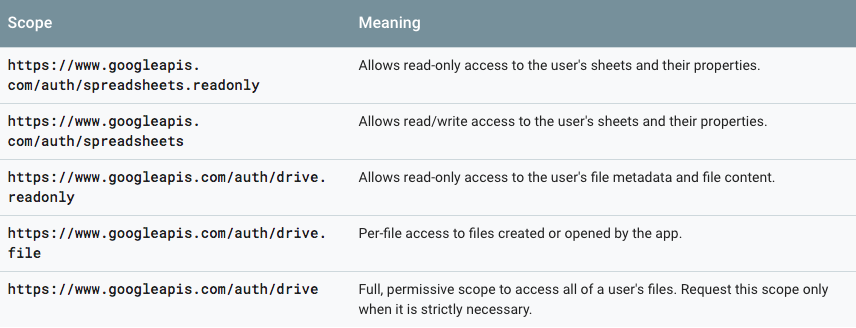 Scope Meaning
https://www.googleapis. Allows read-only access to the user's sheets and their properties.
com/auth/spreadsheets.readonly
https://www.googleapis. Allows read/write access to the user's sheets and their properties.
com/auth/spreadsheets
https://www.googleapis.com/auth/drive. Allows read-only access to the user's file metadata and file content.
readonly
https://www.googleapis.com/auth/drive. Per-file access to files created or opened by the app.
file
https://www.googleapis.com/auth/drive Full, permissive scope to access all of a user's files. Request this scope only
when it is strictly necessary.